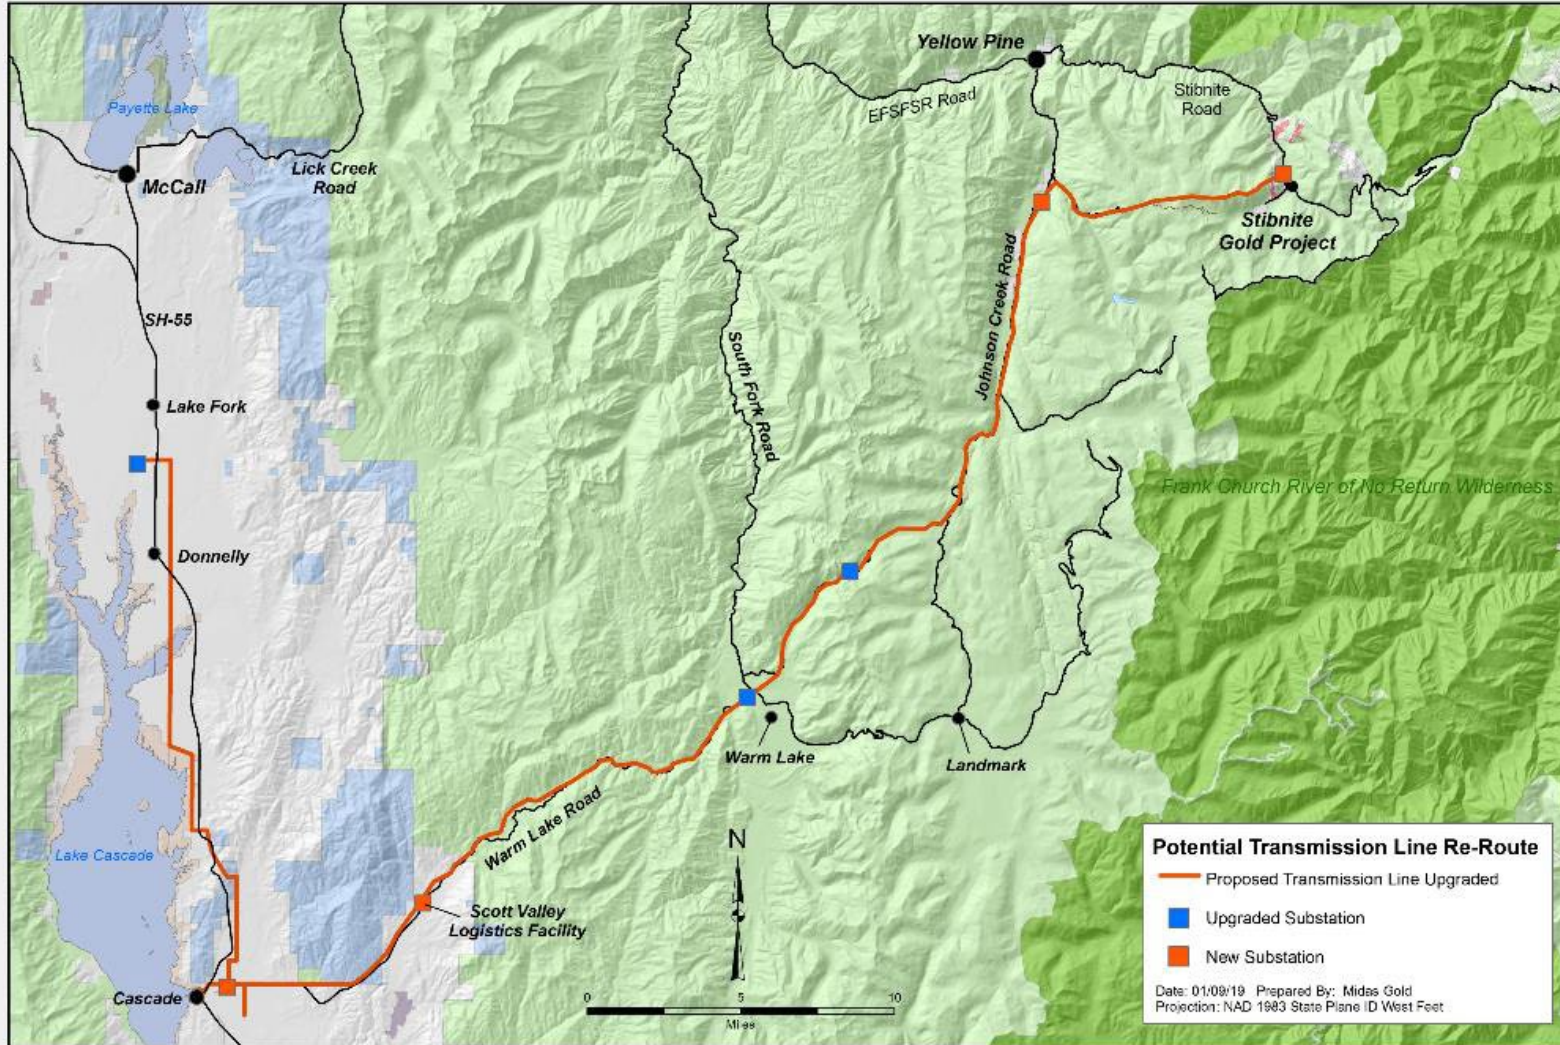 Yellow Pine
EFSFSR Road
Stibnite
Road
Payette Lake
Lick Creek
Road
McCall
Stibnite
Gold Project
Johnson Creek Road
SH-55
South Fork Road
Lake Fork
Frank Church River of No Return Wilderness
Donnelly
Warm Lake
Landmark
Warm Lake Road
Lake Cascade
Scott Valley
Logistics Facility
Cascade
N
0
5
10
Miles
Potential Transmission Line Re-Route
Proposed Transmission Line Upgraded
Upgraded Substation
New Substation
Date: 01/09/19 Prepared By: Midas Gold
Projection: NAD 1983 State Plane ID West Feet